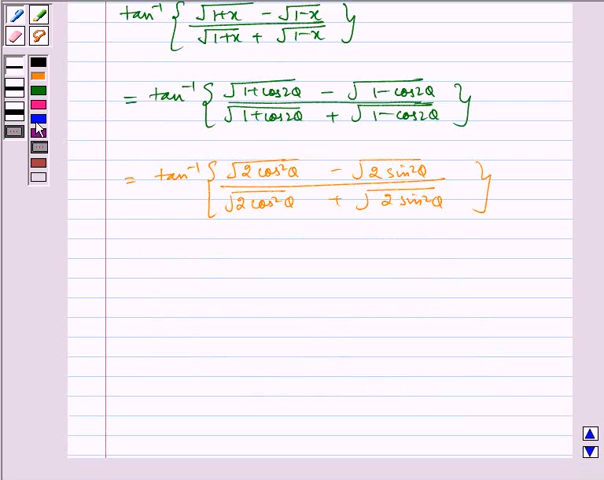 tan⁻¹ { (√(1+x) − √(1−x)) / (√(1+x) + √(1−x)) }
= tan⁻¹ { (√(1+cos2θ) − √(1−cos2θ)) / (√(1+cos2θ) + √(1−cos2θ)) }
= tan⁻¹ { (√(2cos²θ) − √(2sin²θ)) / (√(2cos²θ) + √(2sin²θ)) }